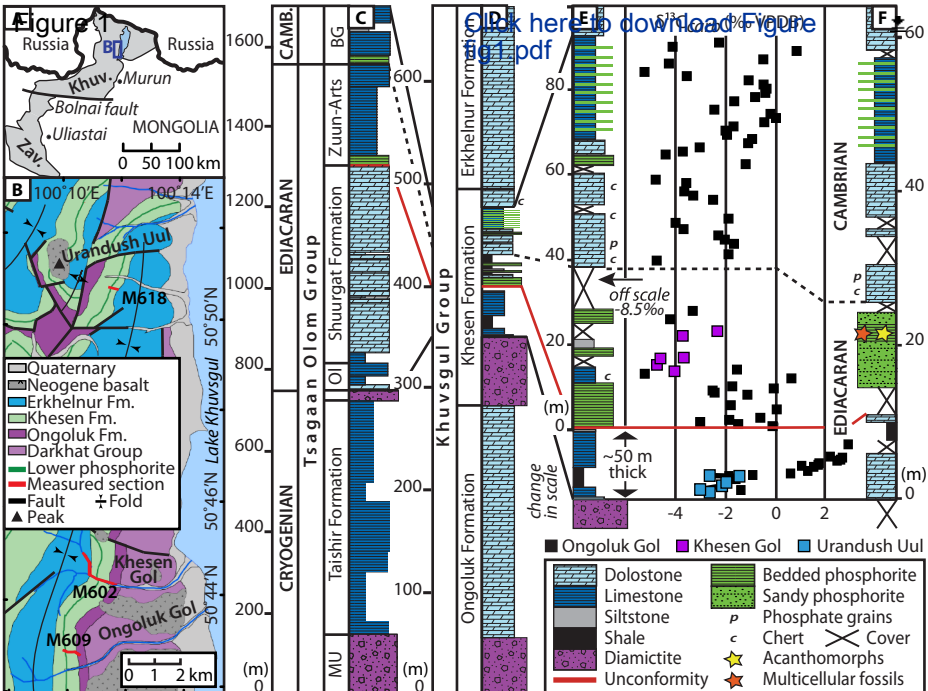 Figure 1
Click here to download Figure
fig1.pdf
A
Russia
B
Russia
Khuv.
Murun
Bolnai fault
Uliastai
MONGOLIA
Zav.
0 50 100 km
B
100°10'E
100°14'E
Urandush Uul
M618
50°50'N
Lake Khuvsgul
Quaternary
Neogene basalt
Erkhelnur Fm.
Khesen Fm.
Ongoluk Fm.
Darkhat Group
Lower phosphorite
Measured section
Fault
Fold
Peak
50°46'N
Khesen
Gol
M602
50°44'N
Ongoluk Gol
M609
0 1 2 km
1600
1400
1200
1000
800
600
400
200
(m)
0
CAMB.
EDIACARAN
CRYOGENIAN
Tsagaan Olom Group
C
BG
Zuun-Arts
Shuurgat Formation
Ol
Taishir Formation
MU
600
500
400
300
200
100
(m)
0
Khuvsgul Group
D
Erkhelnur Formation
Khesen Formation
Ongoluk Formation
c
change
in scale
E
80
60
40
20
(m)
0
c
c
p
c
c
~50 m
thick
δ13Ccarb (‰ VPDB)
off scale
-8.5‰
-4 -2 0 2
F
60
40
20
(m)
0
CAMBRIAN
EDIACARAN
p
c
Ongoluk Gol
Khesen Gol
Urandush Uul
Dolostone
Limestone
Siltstone
Shale
Diamictite
Unconformity
Bedded phosphorite
Sandy phosphorite
p Phosphate grains
c Chert
Cover
Acanthomorphs
Multicellular fossils